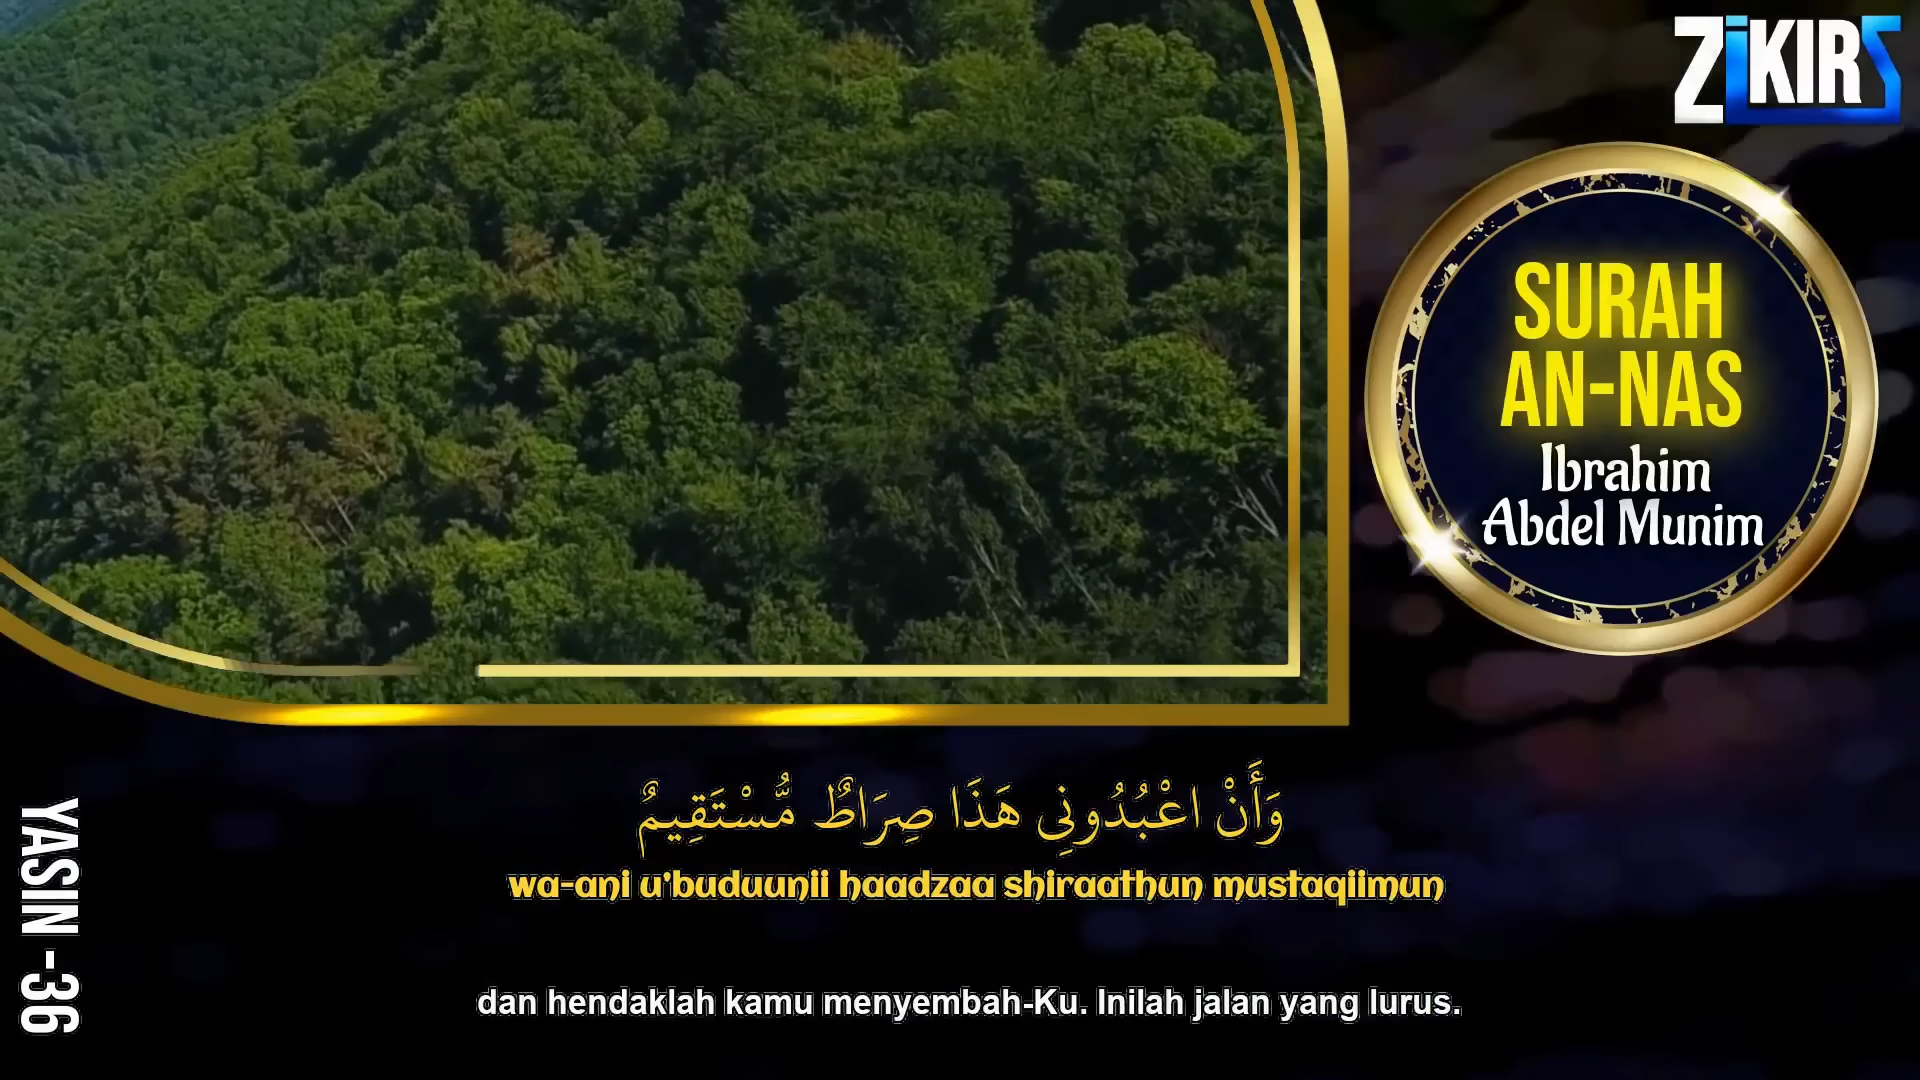 ZiKIRS
SURAH
AN-NAS
Ibrahim
Abdel Munim
وَأَنْ اعْبُدُونِي هَذَا صِرَاطٌ مُّسْتَقِيمٌ
wa-ani u'buduunii haadzaa shiraathun mustaqiimun
dan hendaklah kamu menyembah-Ku. Inilah jalan yang lurus.
YASIN -36